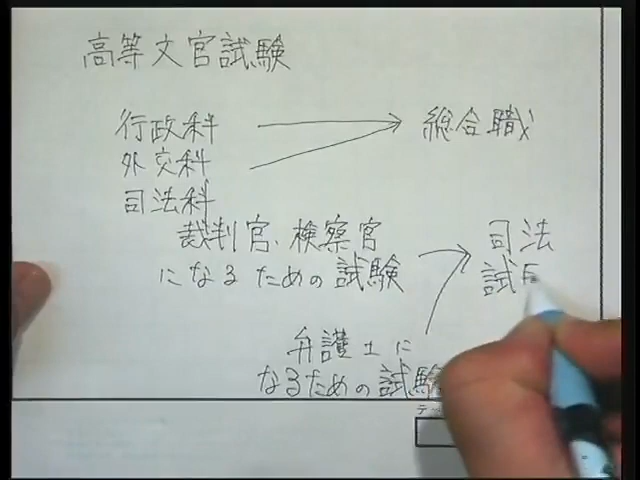 高等文官試験
行政科
外交科
司法科
総合職
裁判官、検察官
になるための試験
司法
試
弁護士に
なるための試験